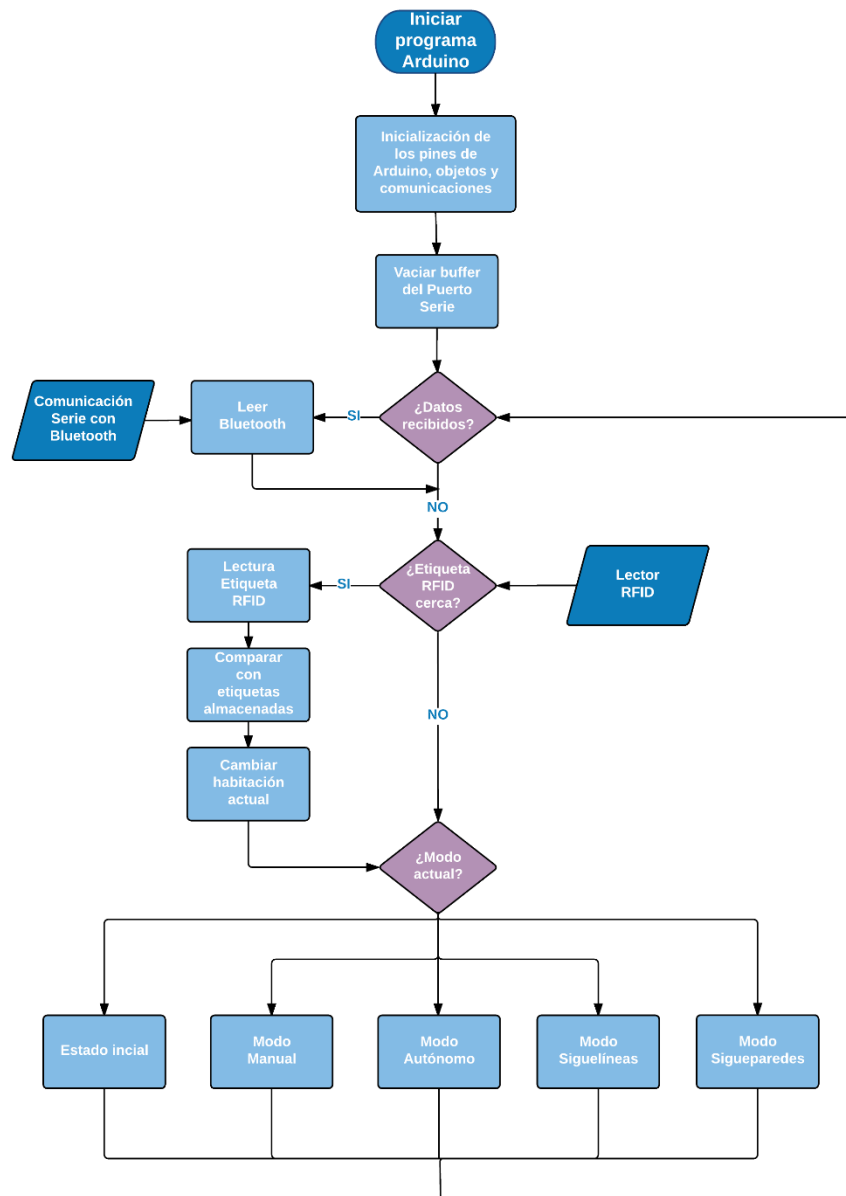 Iniciar
programa
Arduino
Inicialización de
los pines de
Arduino, objetos y
comunicaciones
Vaciar buffer
del Puerto
Serie
Comunicación
Serie con
Bluetooth
Leer
Bluetooth
SI
¿Datos
recibidos?
NO
Lectura
Etiqueta
RFID
SI
¿Etiqueta
RFID
cerca?
Lector
RFID
Comparar
con
etiquetas
almacenadas
NO
Cambiar
habitación
actual
¿Modo
actual?
Estado incial
Modo
Manual
Modo
Autónomo
Modo
Siguelíneas
Modo
Sigueparedes